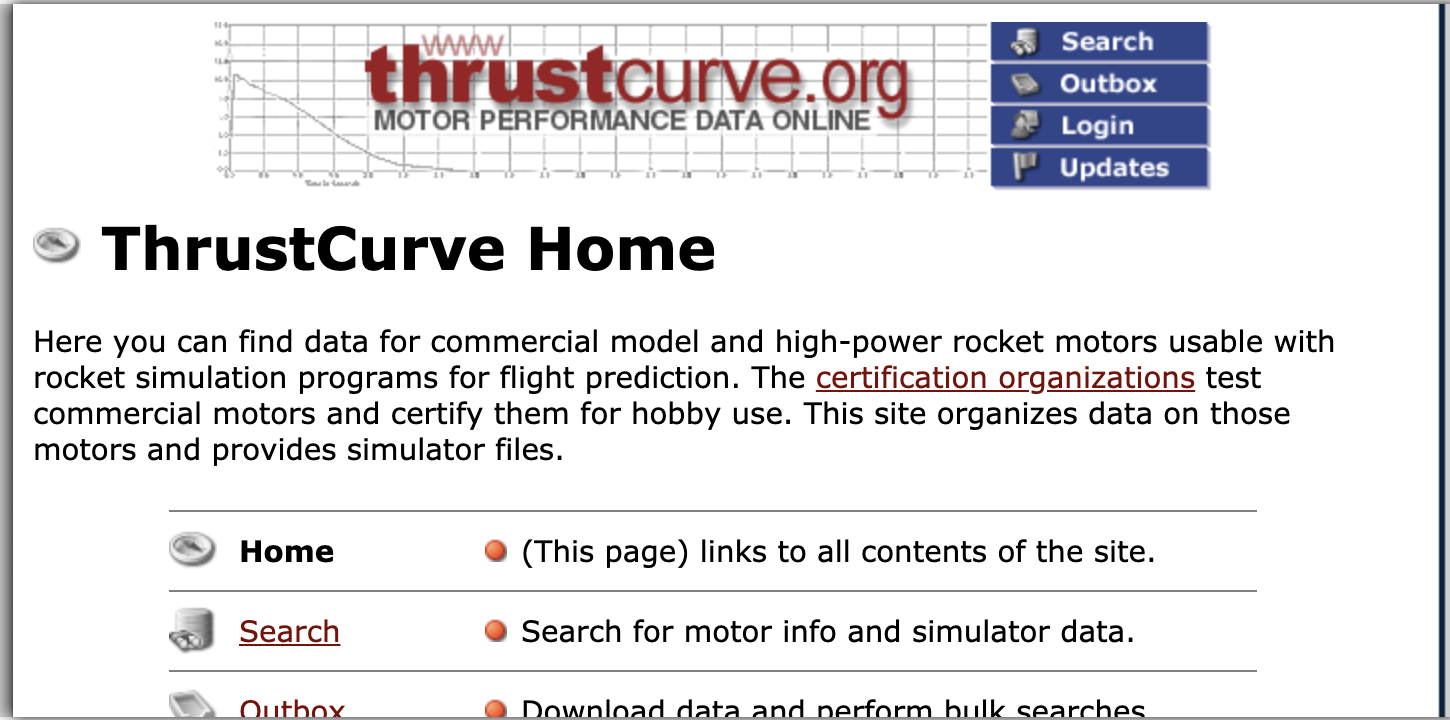 www
thrustcurve.org
MOTOR PERFORMANCE DATA ONLINE
Search
Outbox
Login
Updates
ThrustCurve Home
Here you can find data for commercial model and high-power rocket motors usable with
rocket simulation programs for flight prediction. The certification organizations test
commercial motors and certify them for hobby use. This site organizes data on those
motors and provides simulator files.
Home (This page) links to all contents of the site.
Search Search for motor info and simulator data.
Outbox Download data and perform bulk searches